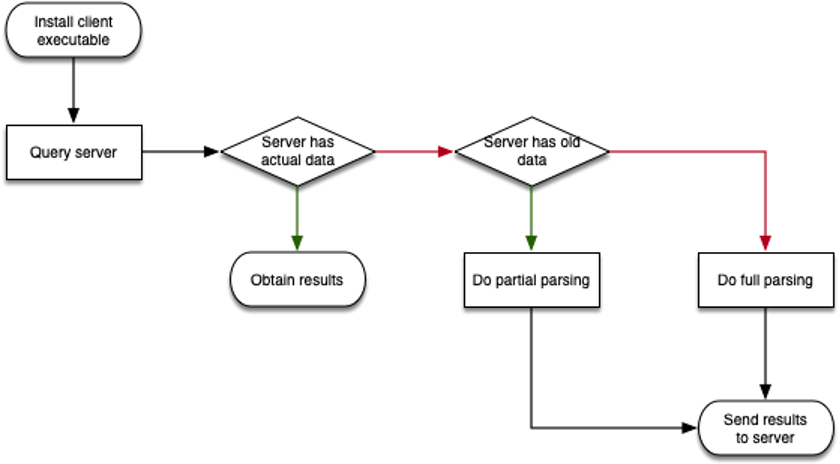 Install client
executable
Query server
Server has
actual data
Server has old
data
Obtain results
Do partial parsing
Do full parsing
Send results
to server